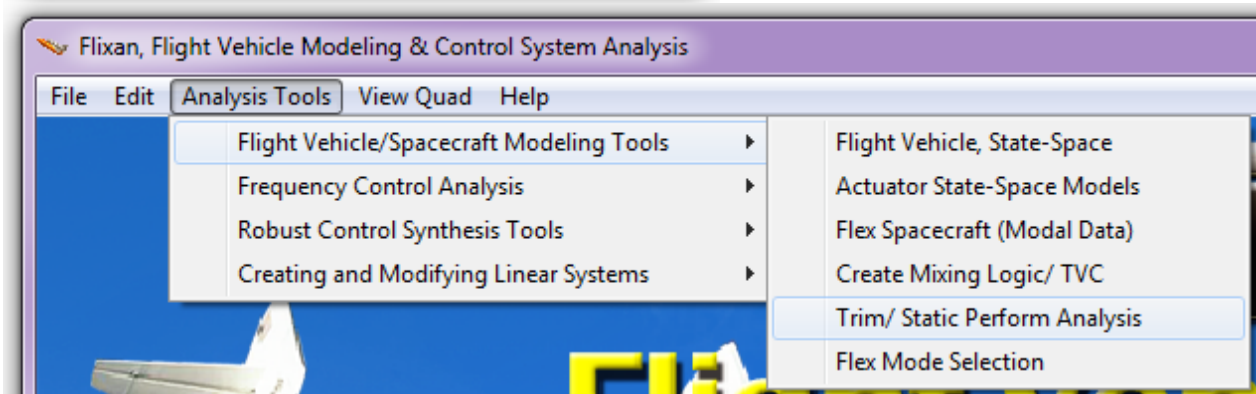 Flixan, Flight Vehicle Modeling & Control System Analysis
File Edit Analysis Tools View Quad Help
Flight Vehicle/Spacecraft Modeling Tools
Frequency Control Analysis
Robust Control Synthesis Tools
Creating and Modifying Linear Systems
Flight Vehicle, State-Space
Actuator State-Space Models
Flex Spacecraft (Modal Data)
Create Mixing Logic/ TVC
Trim/ Static Perform Analysis
Flex Mode Selection